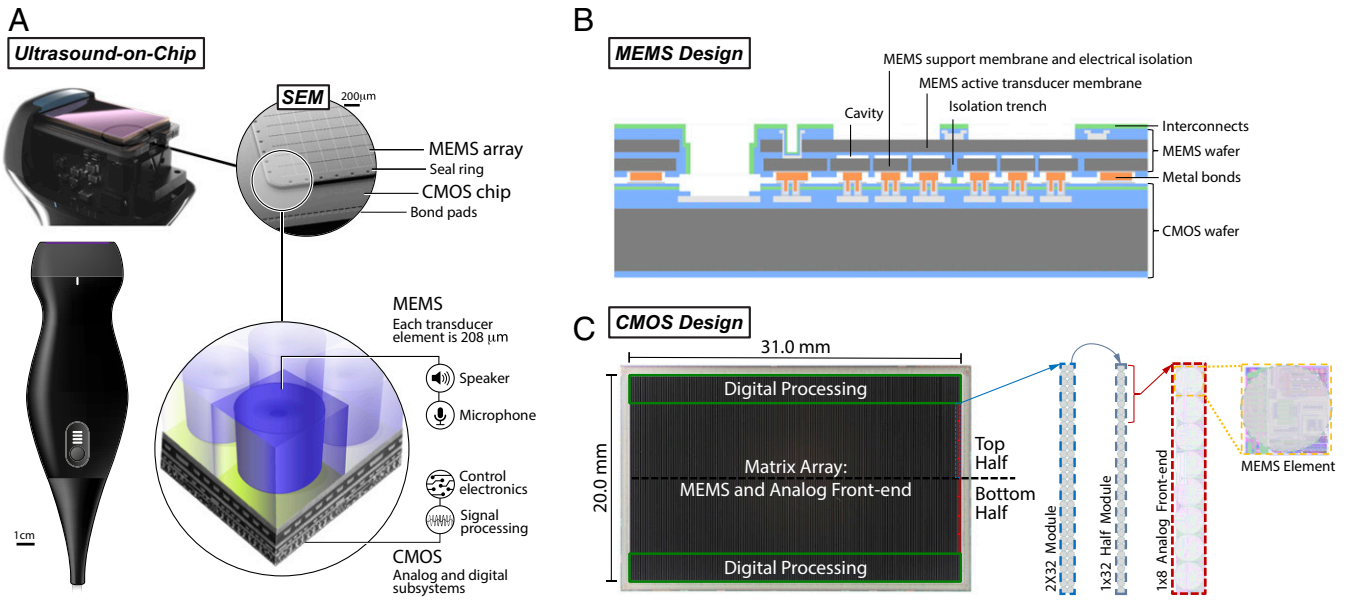 A
Ultrasound-on-Chip
SEM
200μm
MEMS array
Seal ring
CMOS chip
Bond pads
MEMS
Each transducer
element is 208 μm
Speaker
Microphone
Control
electronics
Signal
processing
CMOS
Analog and digital
subsystems
1cm
B
MEMS Design
MEMS support membrane and electrical isolation
MEMS active transducer membrane
Isolation trench
Cavity
Interconnects
MEMS wafer
Metal bonds
CMOS wafer
C
CMOS Design
31.0 mm
20.0 mm
Digital Processing
Matrix Array:
MEMS and Analog Front-end
Digital Processing
Top
Half
Bottom
Half
2X32 Module
1x32 Half Module
1x8 Analog Front-end
MEMS Element